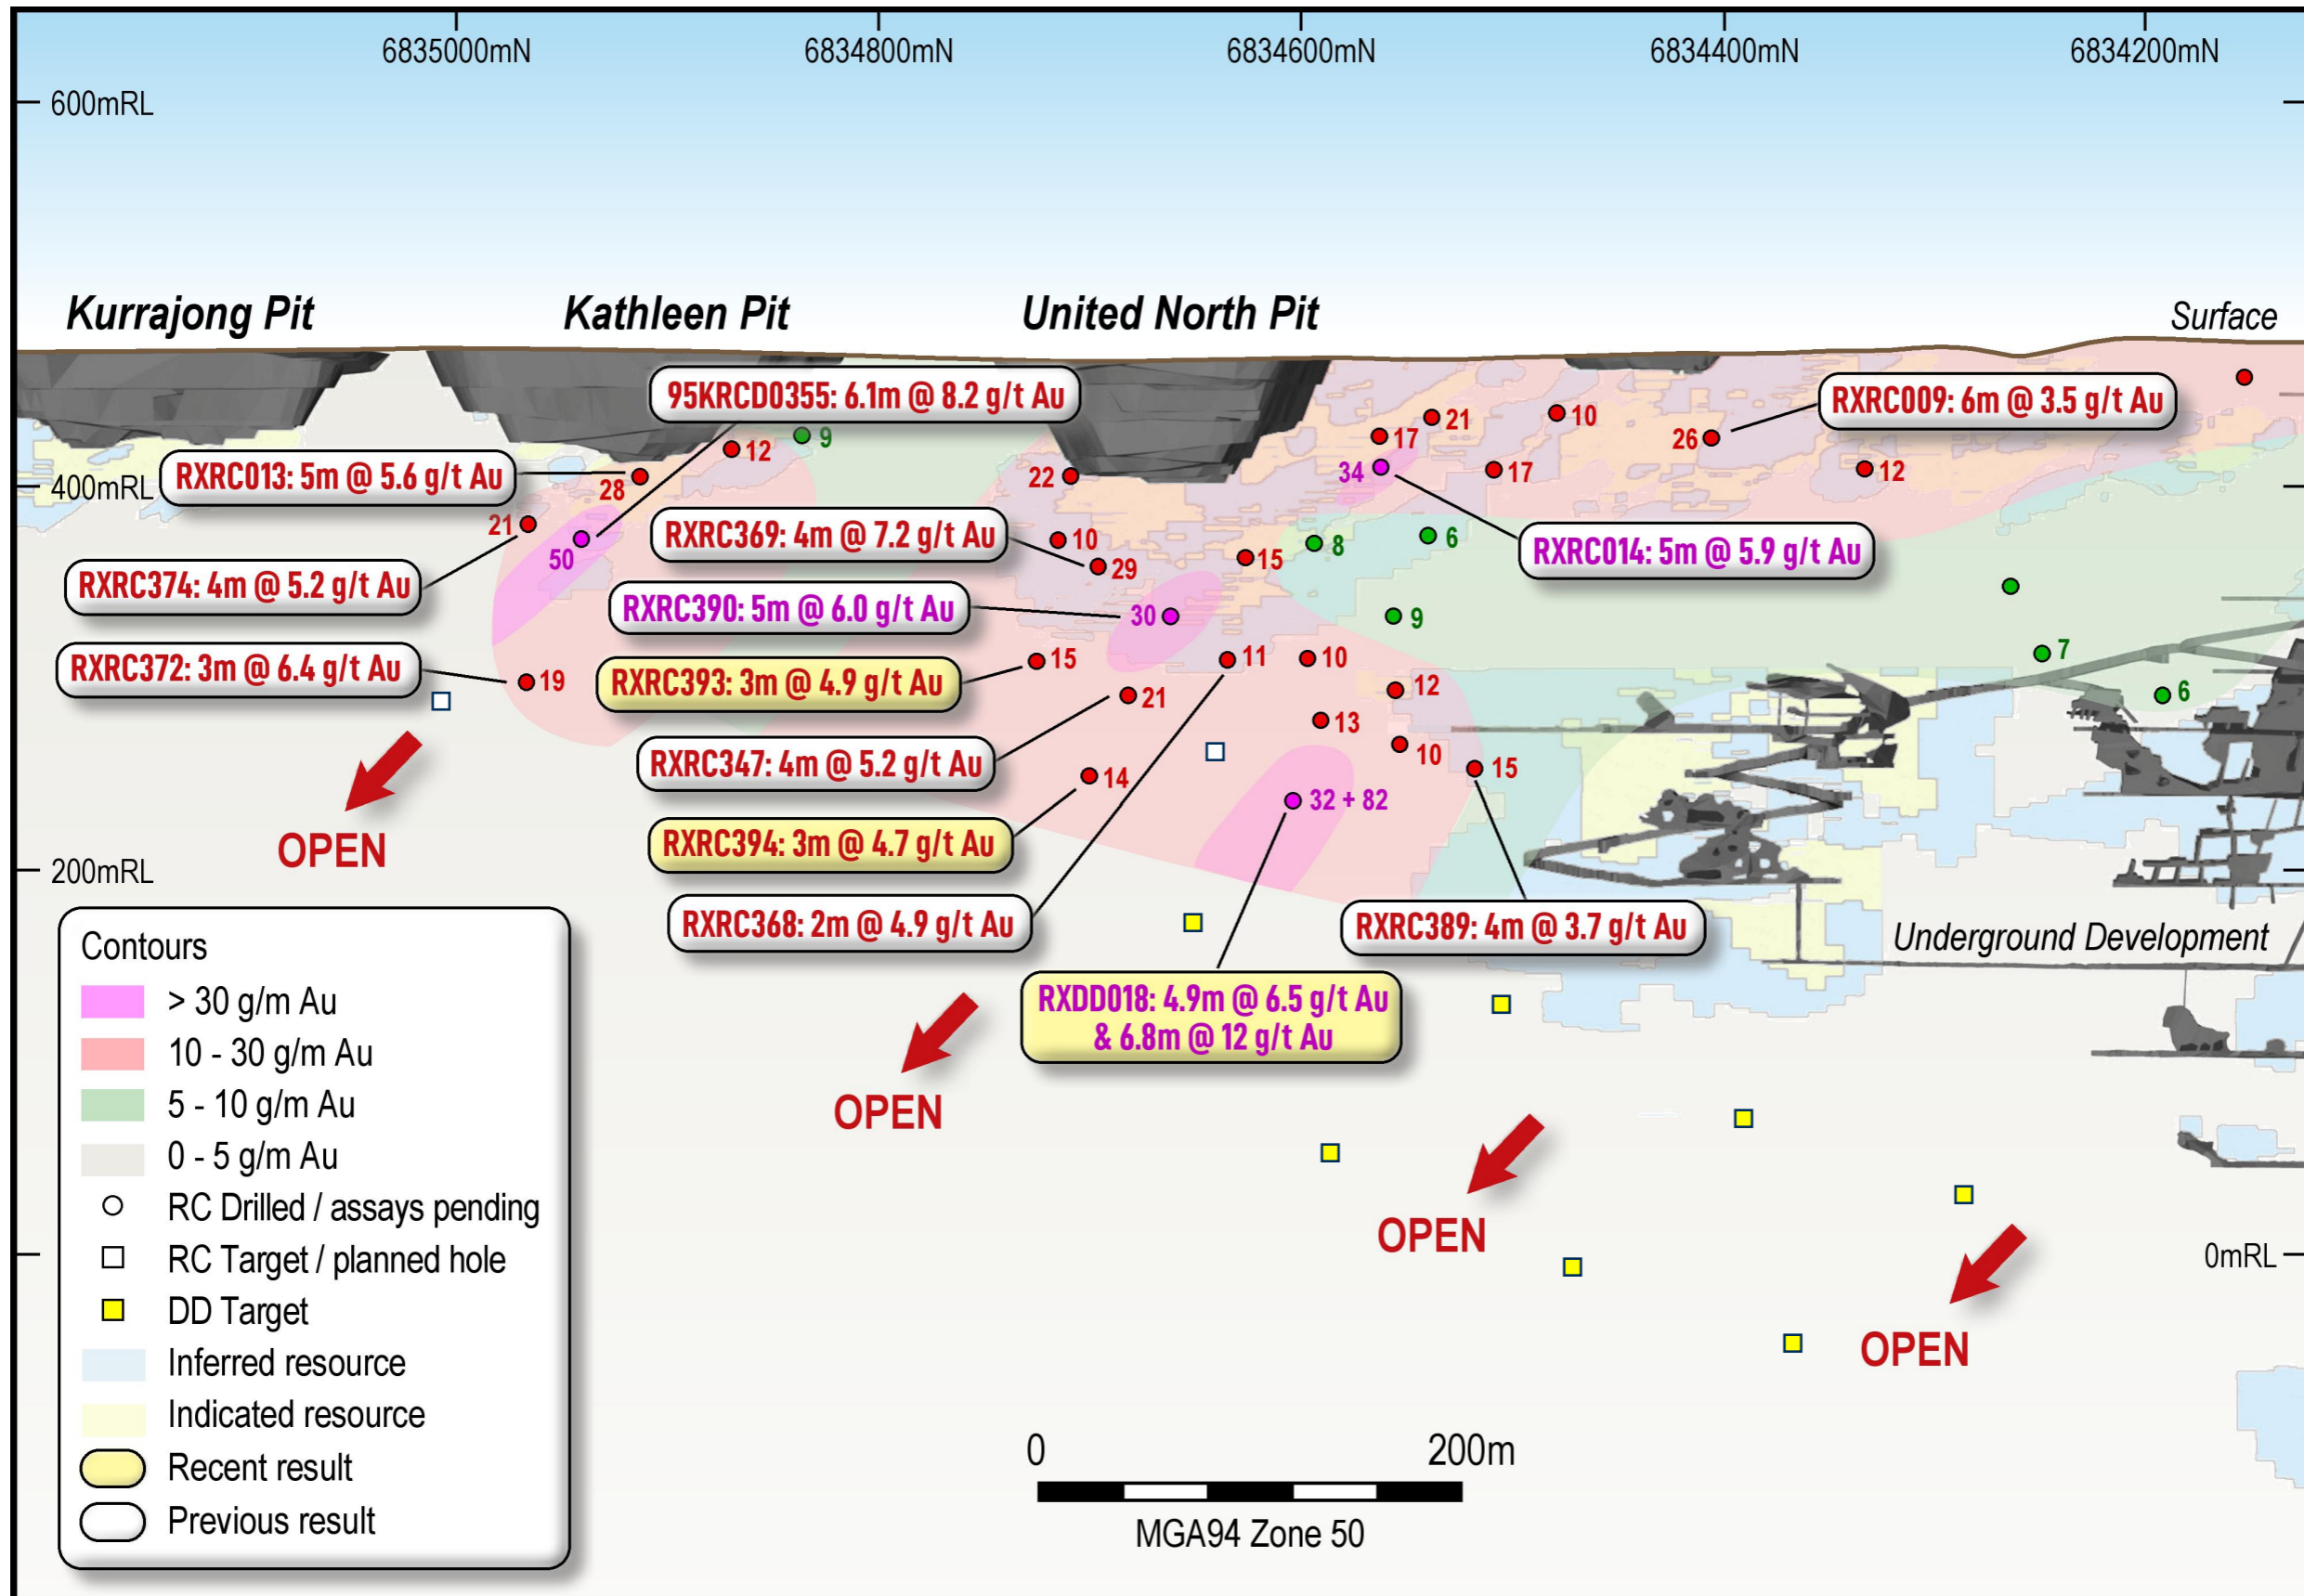 6835000mN
6834800mN
6834600mN
6834400mN
6834200mN
600mRL
Kurrajong Pit
Kathleen Pit
United North Pit
Surface
95KRCD0355: 6.1m @ 8.2 g/t Au
RXRC009: 6m @ 3.5 g/t Au
21
10
26
17
12
9
12
RXRC013: 5m @ 5.6 g/t Au
400mRL
28
22
34
17
21
RXRC369: 4m @ 7.2 g/t Au
10
8
6
RXRC014: 5m @ 5.9 g/t Au
50
29
15
RXRC374: 4m @ 5.2 g/t Au
RXRC390: 5m @ 6.0 g/t Au
30
9
RXRC372: 3m @ 6.4 g/t Au
19
RXRC393: 3m @ 4.9 g/t Au
15
11
10
7
12
6
RXRC347: 4m @ 5.2 g/t Au
21
13
10
15
14
32 + 82
OPEN
RXRC394: 3m @ 4.7 g/t Au
200mRL
RXRC368: 2m @ 4.9 g/t Au
RXRC389: 4m @ 3.7 g/t Au
Underground Development
RXDD018: 4.9m @ 6.5 g/t Au
& 6.8m @ 12 g/t Au
OPEN
OPEN
0mRL
OPEN
Contours
> 30 g/m Au
10 - 30 g/m Au
5 - 10 g/m Au
0 - 5 g/m Au
RC Drilled / assays pending
RC Target / planned hole
DD Target
Inferred resource
Indicated resource
Recent result
Previous result
0
200m
MGA94 Zone 50